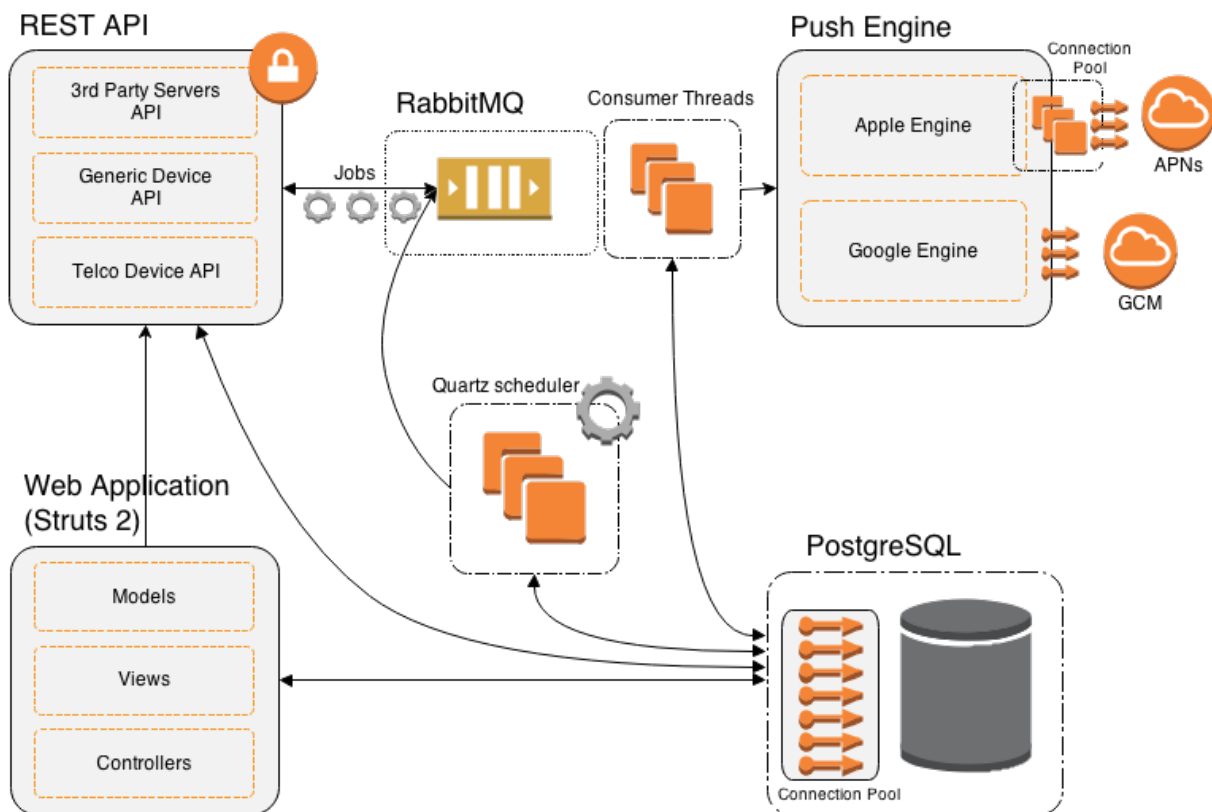 REST API
3rd Party Servers
API
Generic Device
API
Telco Device API
Jobs
RabbitMQ
Consumer Threads
Push Engine
Apple Engine
Google Engine
Connection
Pool
APNs
GCM
Quartz scheduler
Web Application
(Struts 2)
Models
Views
Controllers
PostgreSQL
Connection Pool